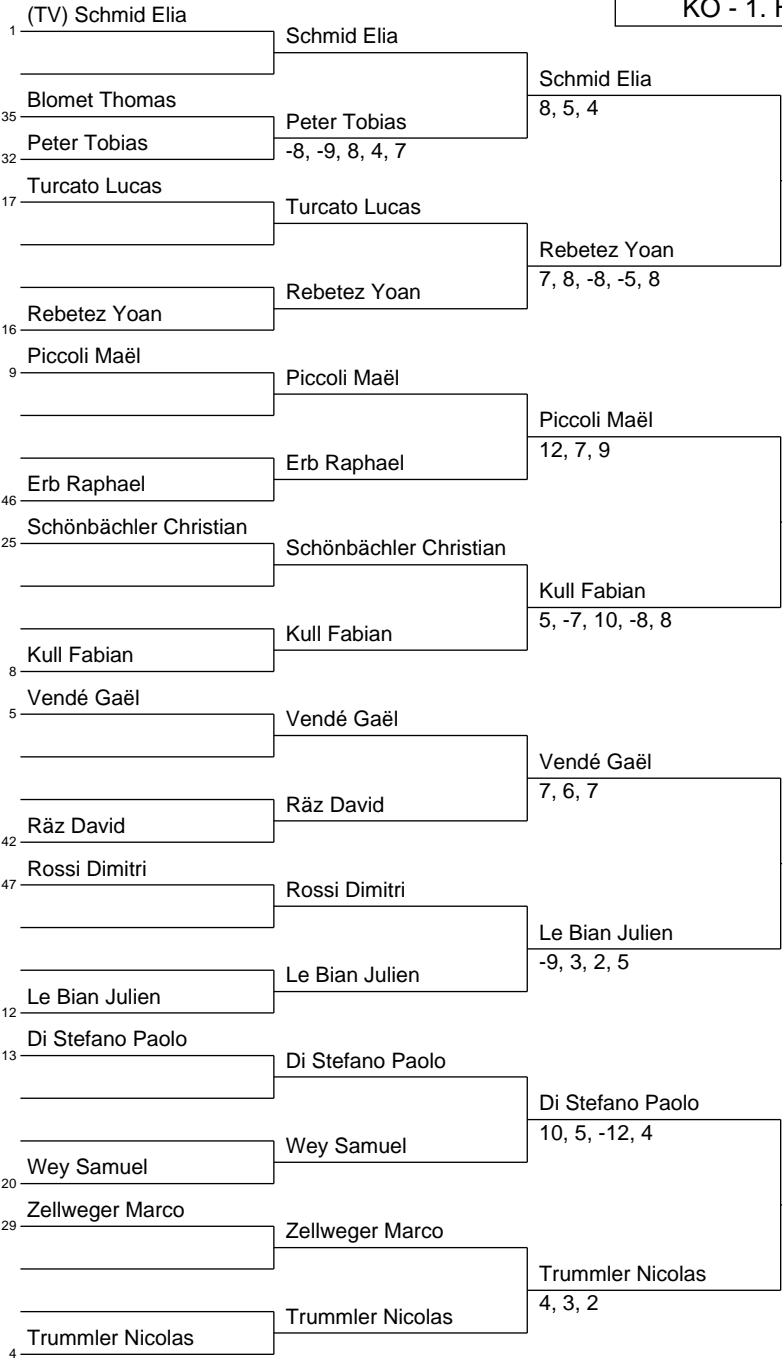 (TV) Schmid Elia
KO - 1.
1
Schmid Elia
Schmid Elia
8, 5, 4
Blomet Thomas
35
Peter Tobias
-8, -9, 8, 4, 7
Peter Tobias
32
Turcato Lucas
17
Turcato Lucas
Rebetez Yoan
7, 8, -8, -5, 8
Rebetez Yoan
Rebetez Yoan
16
Piccoli Maël
9
Piccoli Maël
Piccoli Maël
12, 7, 9
Erb Raphael
Erb Raphael
46
Schönbächler Christian
25
Schönbächler Christian
Kull Fabian
5, -7, 10, -8, 8
Kull Fabian
Kull Fabian
8
Vendé Gaël
5
Vendé Gaël
Vendé Gaël
7, 6, 7
Räz David
Räz David
42
Rossi Dimitri
47
Rossi Dimitri
Le Bian Julien
-9, 3, 2, 5
Le Bian Julien
Le Bian Julien
12
Di Stefano Paolo
13
Di Stefano Paolo
Di Stefano Paolo
10, 5, -12, 4
Wey Samuel
Wey Samuel
20
Zellweger Marco
29
Zellweger Marco
Trummler Nicolas
4, 3, 2
Trummler Nicolas
Trummler Nicolas
4